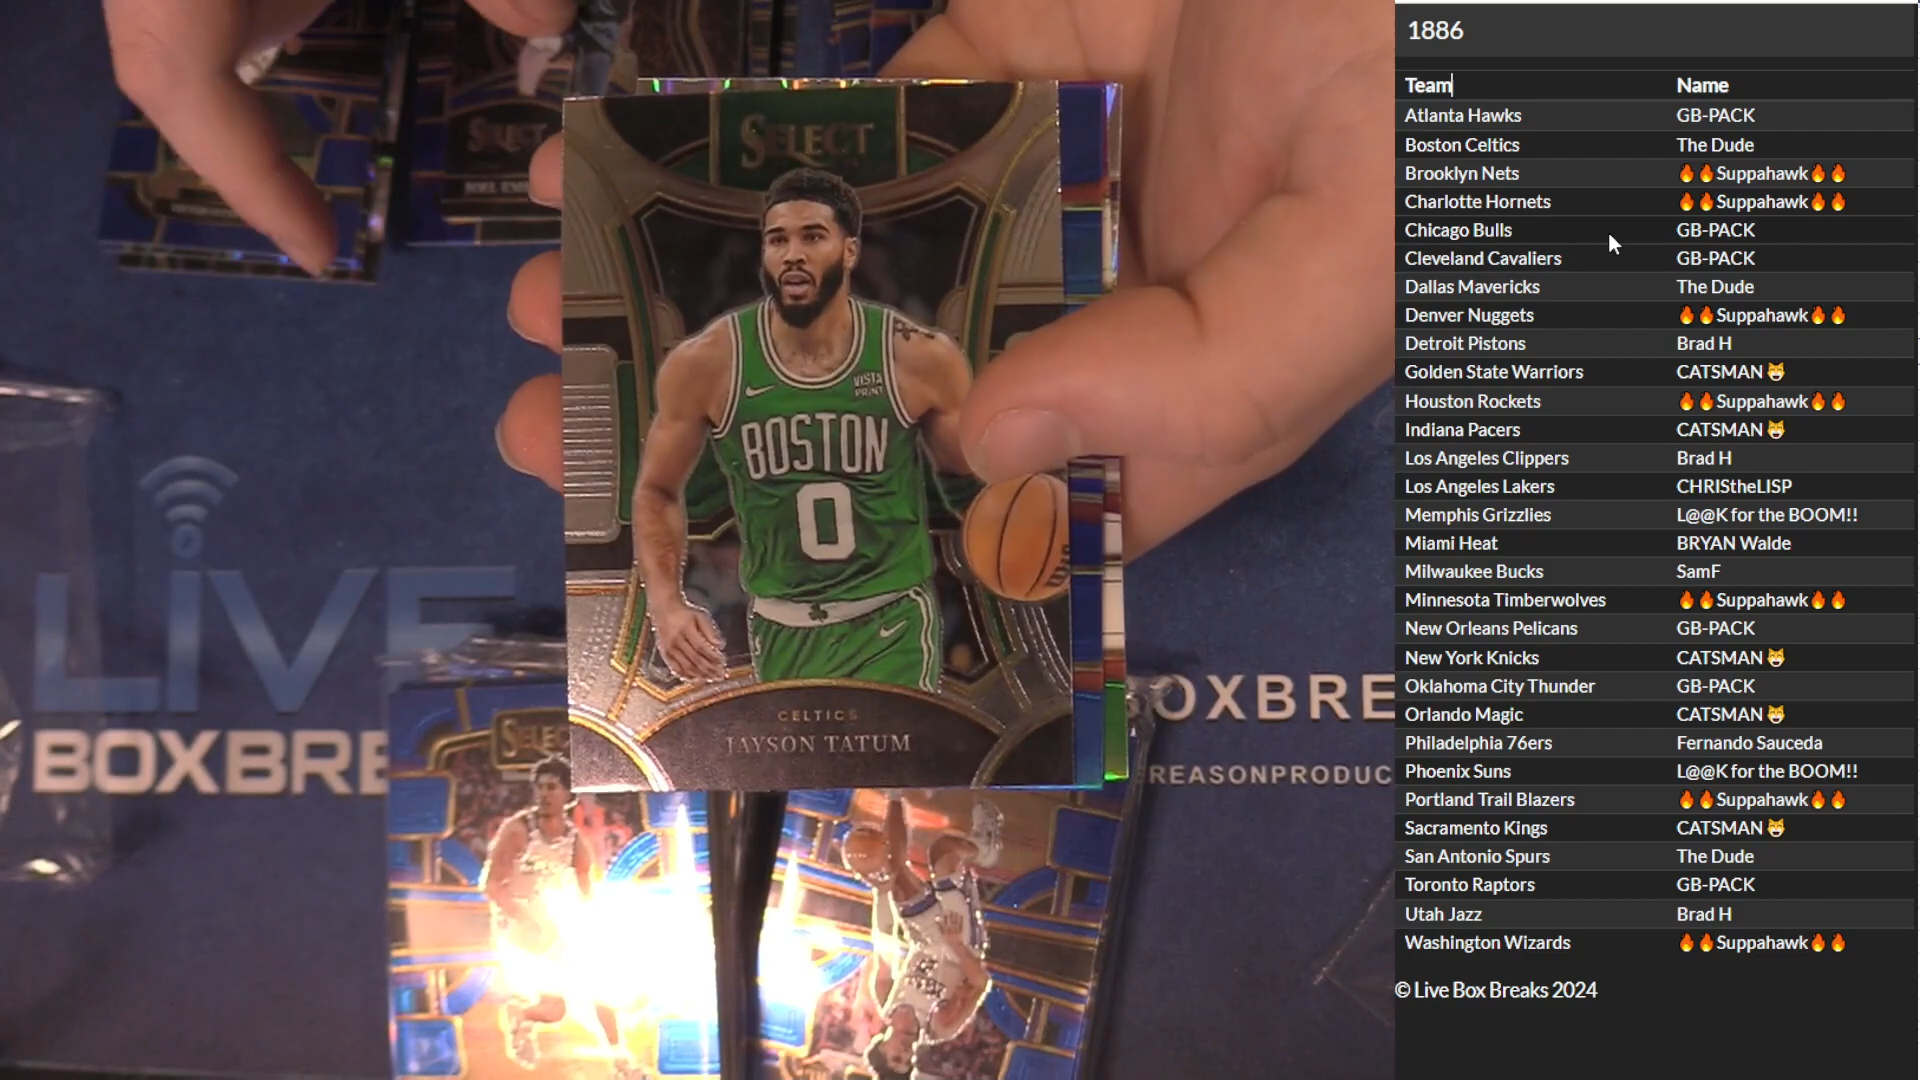 SELECT
VISTA
PRINT
BOSTON
0
CELTICS
JAYSON TATUM
LIVE
BOXBRE
OXBRE
REASONPRODUC
1886
Team Name
Atlanta Hawks GB-PACK
Boston Celtics The Dude
Brooklyn Nets 🔥🔥Suppahawk🔥🔥
Charlotte Hornets 🔥🔥Suppahawk🔥🔥
Chicago Bulls GB-PACK
Cleveland Cavaliers GB-PACK
Dallas Mavericks The Dude
Denver Nuggets 🔥🔥Suppahawk🔥🔥
Detroit Pistons Brad H
Golden State Warriors CATSMAN 😸
Houston Rockets 🔥🔥Suppahawk🔥🔥
Indiana Pacers CATSMAN 😸
Los Angeles Clippers Brad H
Los Angeles Lakers CHRIStheLISP
Memphis Grizzlies L@@K for the BOOM!!
Miami Heat BRYAN Walde
Milwaukee Bucks SamF
Minnesota Timberwolves 🔥🔥Suppahawk🔥🔥
New Orleans Pelicans GB-PACK
New York Knicks CATSMAN 😸
Oklahoma City Thunder GB-PACK
Orlando Magic CATSMAN 😸
Philadelphia 76ers Fernando Sauceda
Phoenix Suns L@@K for the BOOM!!
Portland Trail Blazers 🔥🔥Suppahawk🔥🔥
Sacramento Kings CATSMAN 😸
San Antonio Spurs The Dude
Toronto Raptors GB-PACK
Utah Jazz Brad H
Washington Wizards 🔥🔥Suppahawk🔥🔥
© Live Box Breaks 2024